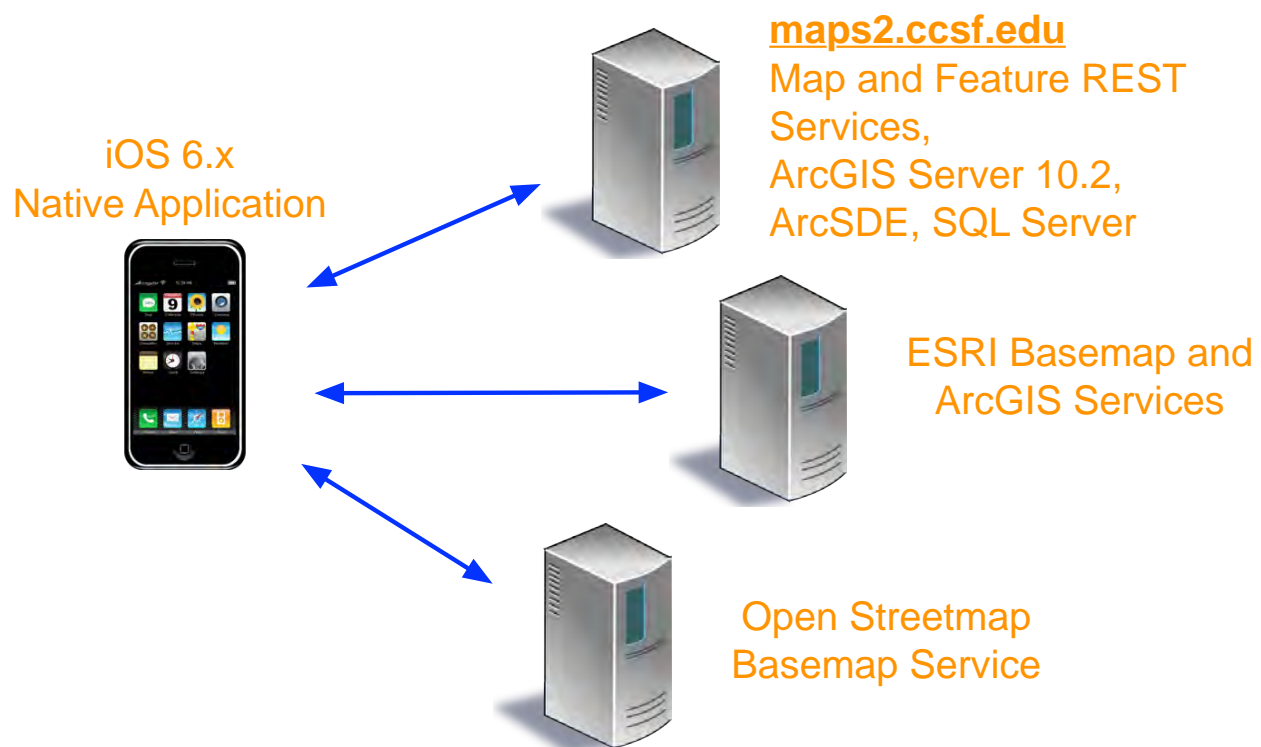 maps2.ccsf.edu
Map and Feature REST
Services,
ArcGIS Server 10.2,
ArcSDE, SQL Server
iOS 6.x
Native Application
9
ESRI Basemap and
ArcGIS Services
Open Streetmap
Basemap Service